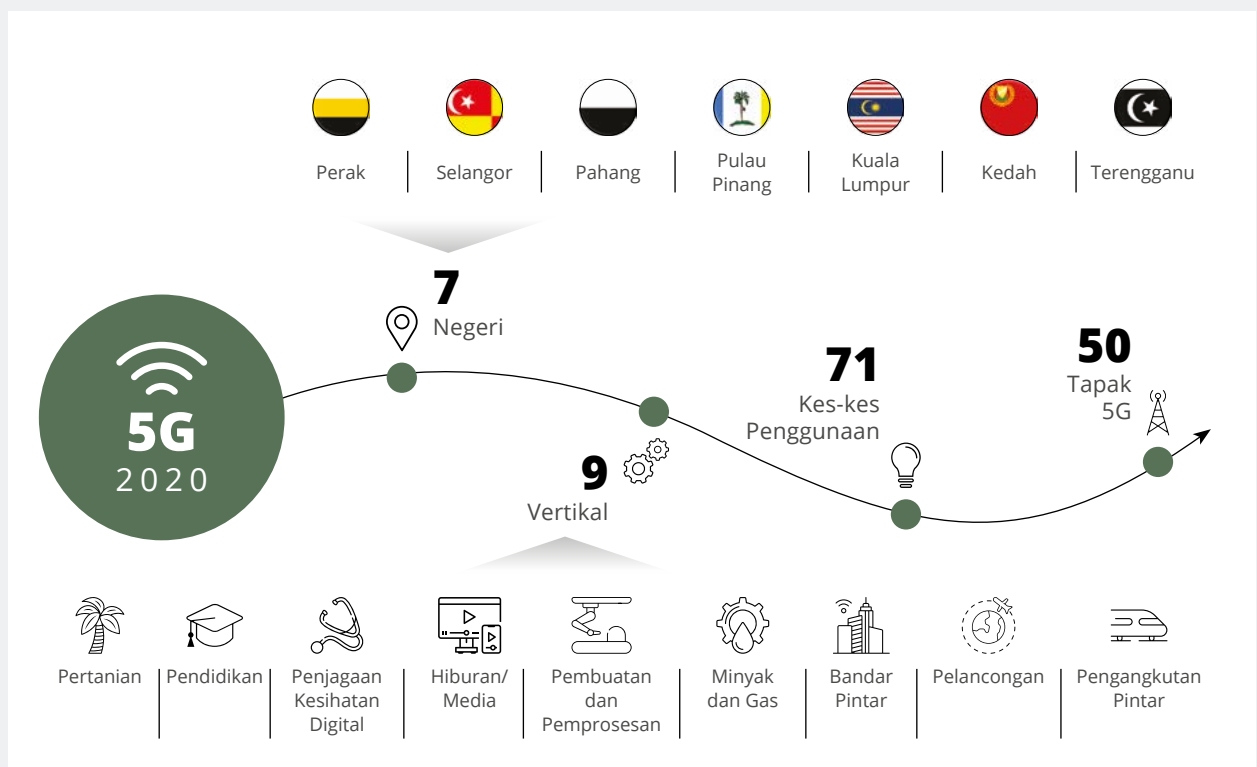 Perak
Selangor
Pahang
Pulau
Pinang
Kuala
Lumpur
Kedah
Terengganu
7
Negeri
5G
2020
9
Vertikal
71
Kes-kes
Penggunaan
50
Tapak
5G
Pertanian
Pendidikan
Penjagaan
Kesihatan
Digital
Hiburan/
Media
Pembuatan
dan
Pemprosesan
Minyak
dan Gas
Bandar
Pintar
Pelancongan
Pengangkutan
Pintar